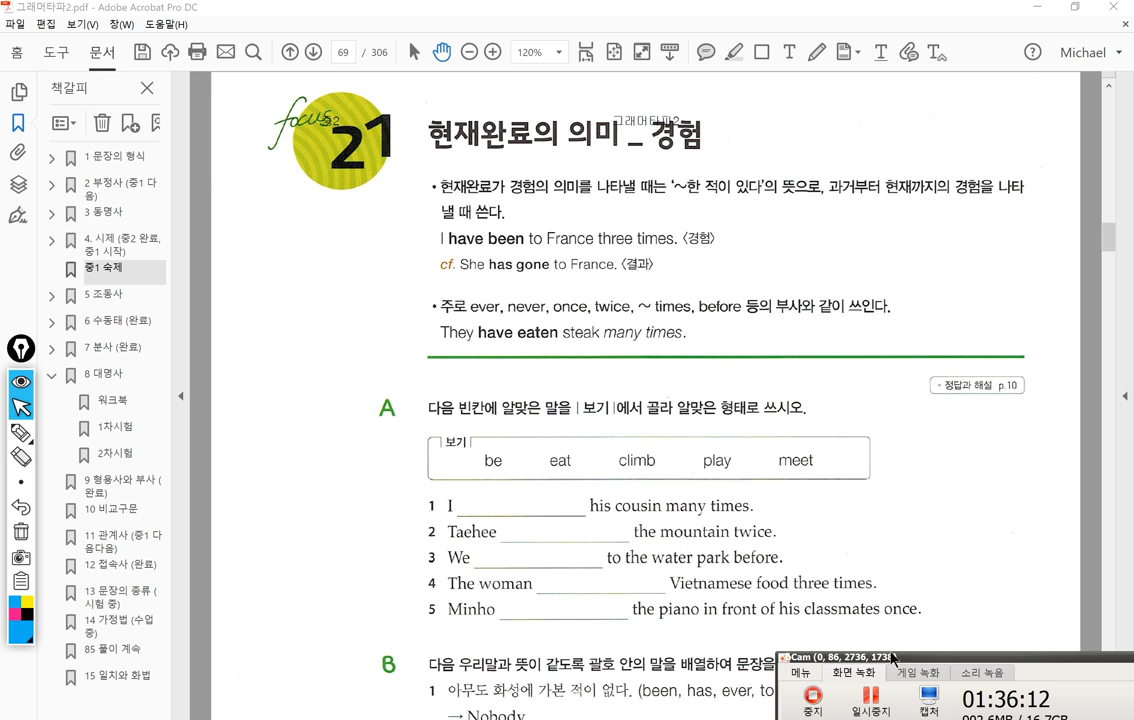 그래머타파2.pdf - Adobe Acrobat Pro DC
파일 편집 보기(V) 창(W) 도움말(H)
홈 도구 문서 69 / 306 120% Michael
책갈피
1 문장의 형식
2 부정사 (중1 다
음)
3 동명사
4. 시제 (중2 완료,
중1 시작)
중1 숙제
5 조동사
6 수동태 (완료)
7 분사 (완료)
8 대명사
워크북
1차시험
2차시험
9 형용사와 부사 (
완료)
10 비교구문
11 관계사 (중1 다
음다음)
12 접속사 (완료)
13 문장의 종류 (
시험 중)
14 가정법 (수업
중)
85 풀이 계속
15 일치와 화법
focus 21
그래머타파2
현재완료의 의미 _ 경험
• 현재완료가 경험의 의미를 나타낼 때는 ‘~한 적이 있다’의 뜻으로, 과거부터 현재까지의 경험을 나타
낼 때 쓴다.
I have been to France three times. 〈경험〉
cf. She has gone to France. 〈결과〉
• 주로 ever, never, once, twice, ~ times, before 등의 부사와 같이 쓰인다.
They have eaten steak many times.
• 정답과 해설 p.10
A 다음 빈칸에 알맞은 말을 | 보기 |에서 골라 알맞은 형태로 쓰시오.
보기
be eat climb play meet
1 I ____________ his cousin many times.
2 Taehee ____________ the mountain twice.
3 We ____________ to the water park before.
4 The woman ____________ Vietnamese food three times.
5 Minho ____________ the piano in front of his classmates once.
B 다음 우리말과 뜻이 같도록 괄호 안의 말을 배열하여 문장을
1 아무도 화성에 가본 적이 없다. (been, has, ever, to
→ Nobody
oCam (0, 86, 2736, 1738)
메뉴 화면 녹화 게임 녹화 소리 녹음
중지 일시중지 캡처 01:36:12